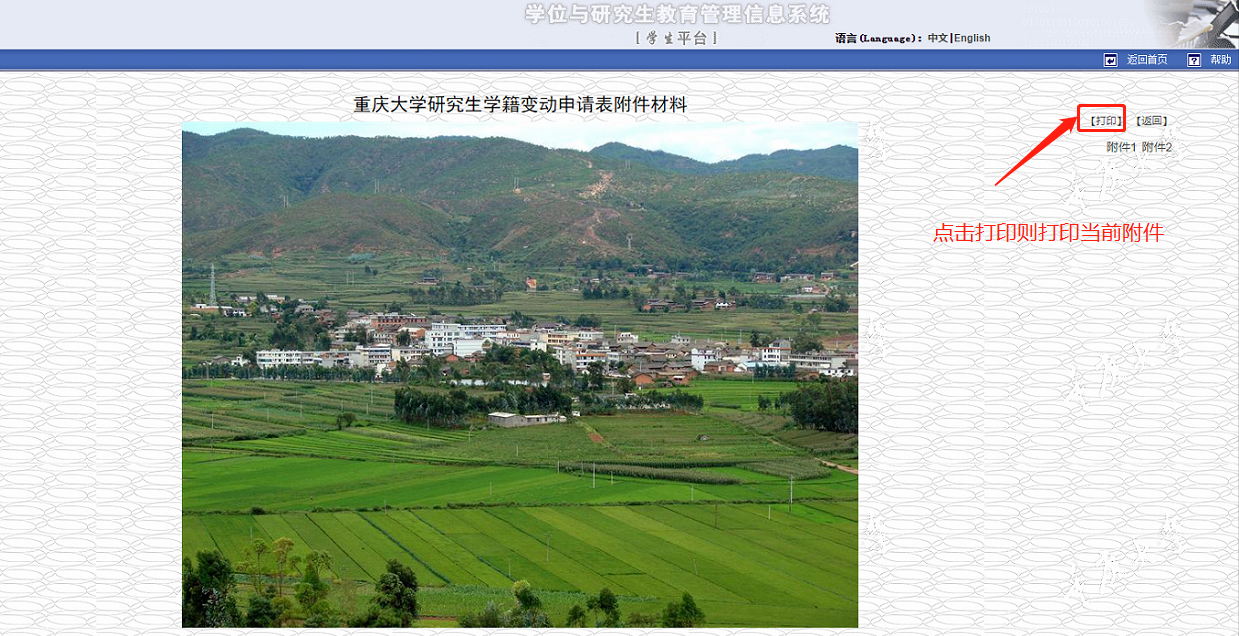 学位与研究生教育管理信息系统
[学生平台]
语言(Language)：中文|English
返回首页 ? 帮助
重庆大学研究生学籍变动申请表附件材料
【打印】 【返回】
附件1 附件2
点击打印则打印当前附件